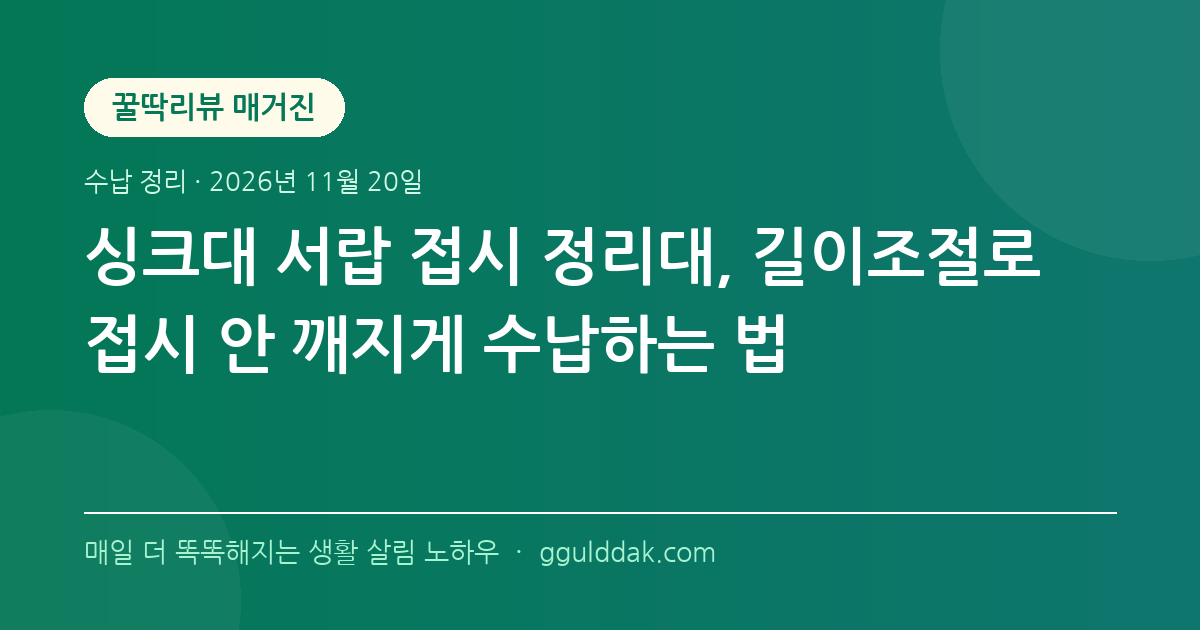 꿀딱리뷰 매거진
수납 정리 · 2026년 11월 20일
싱크대 서랍 접시 정리대, 길이조절로
접시 안 깨지게 수납하는 법
매일 더 똑똑해지는 생활 살림 노하우 · ggulddak.com